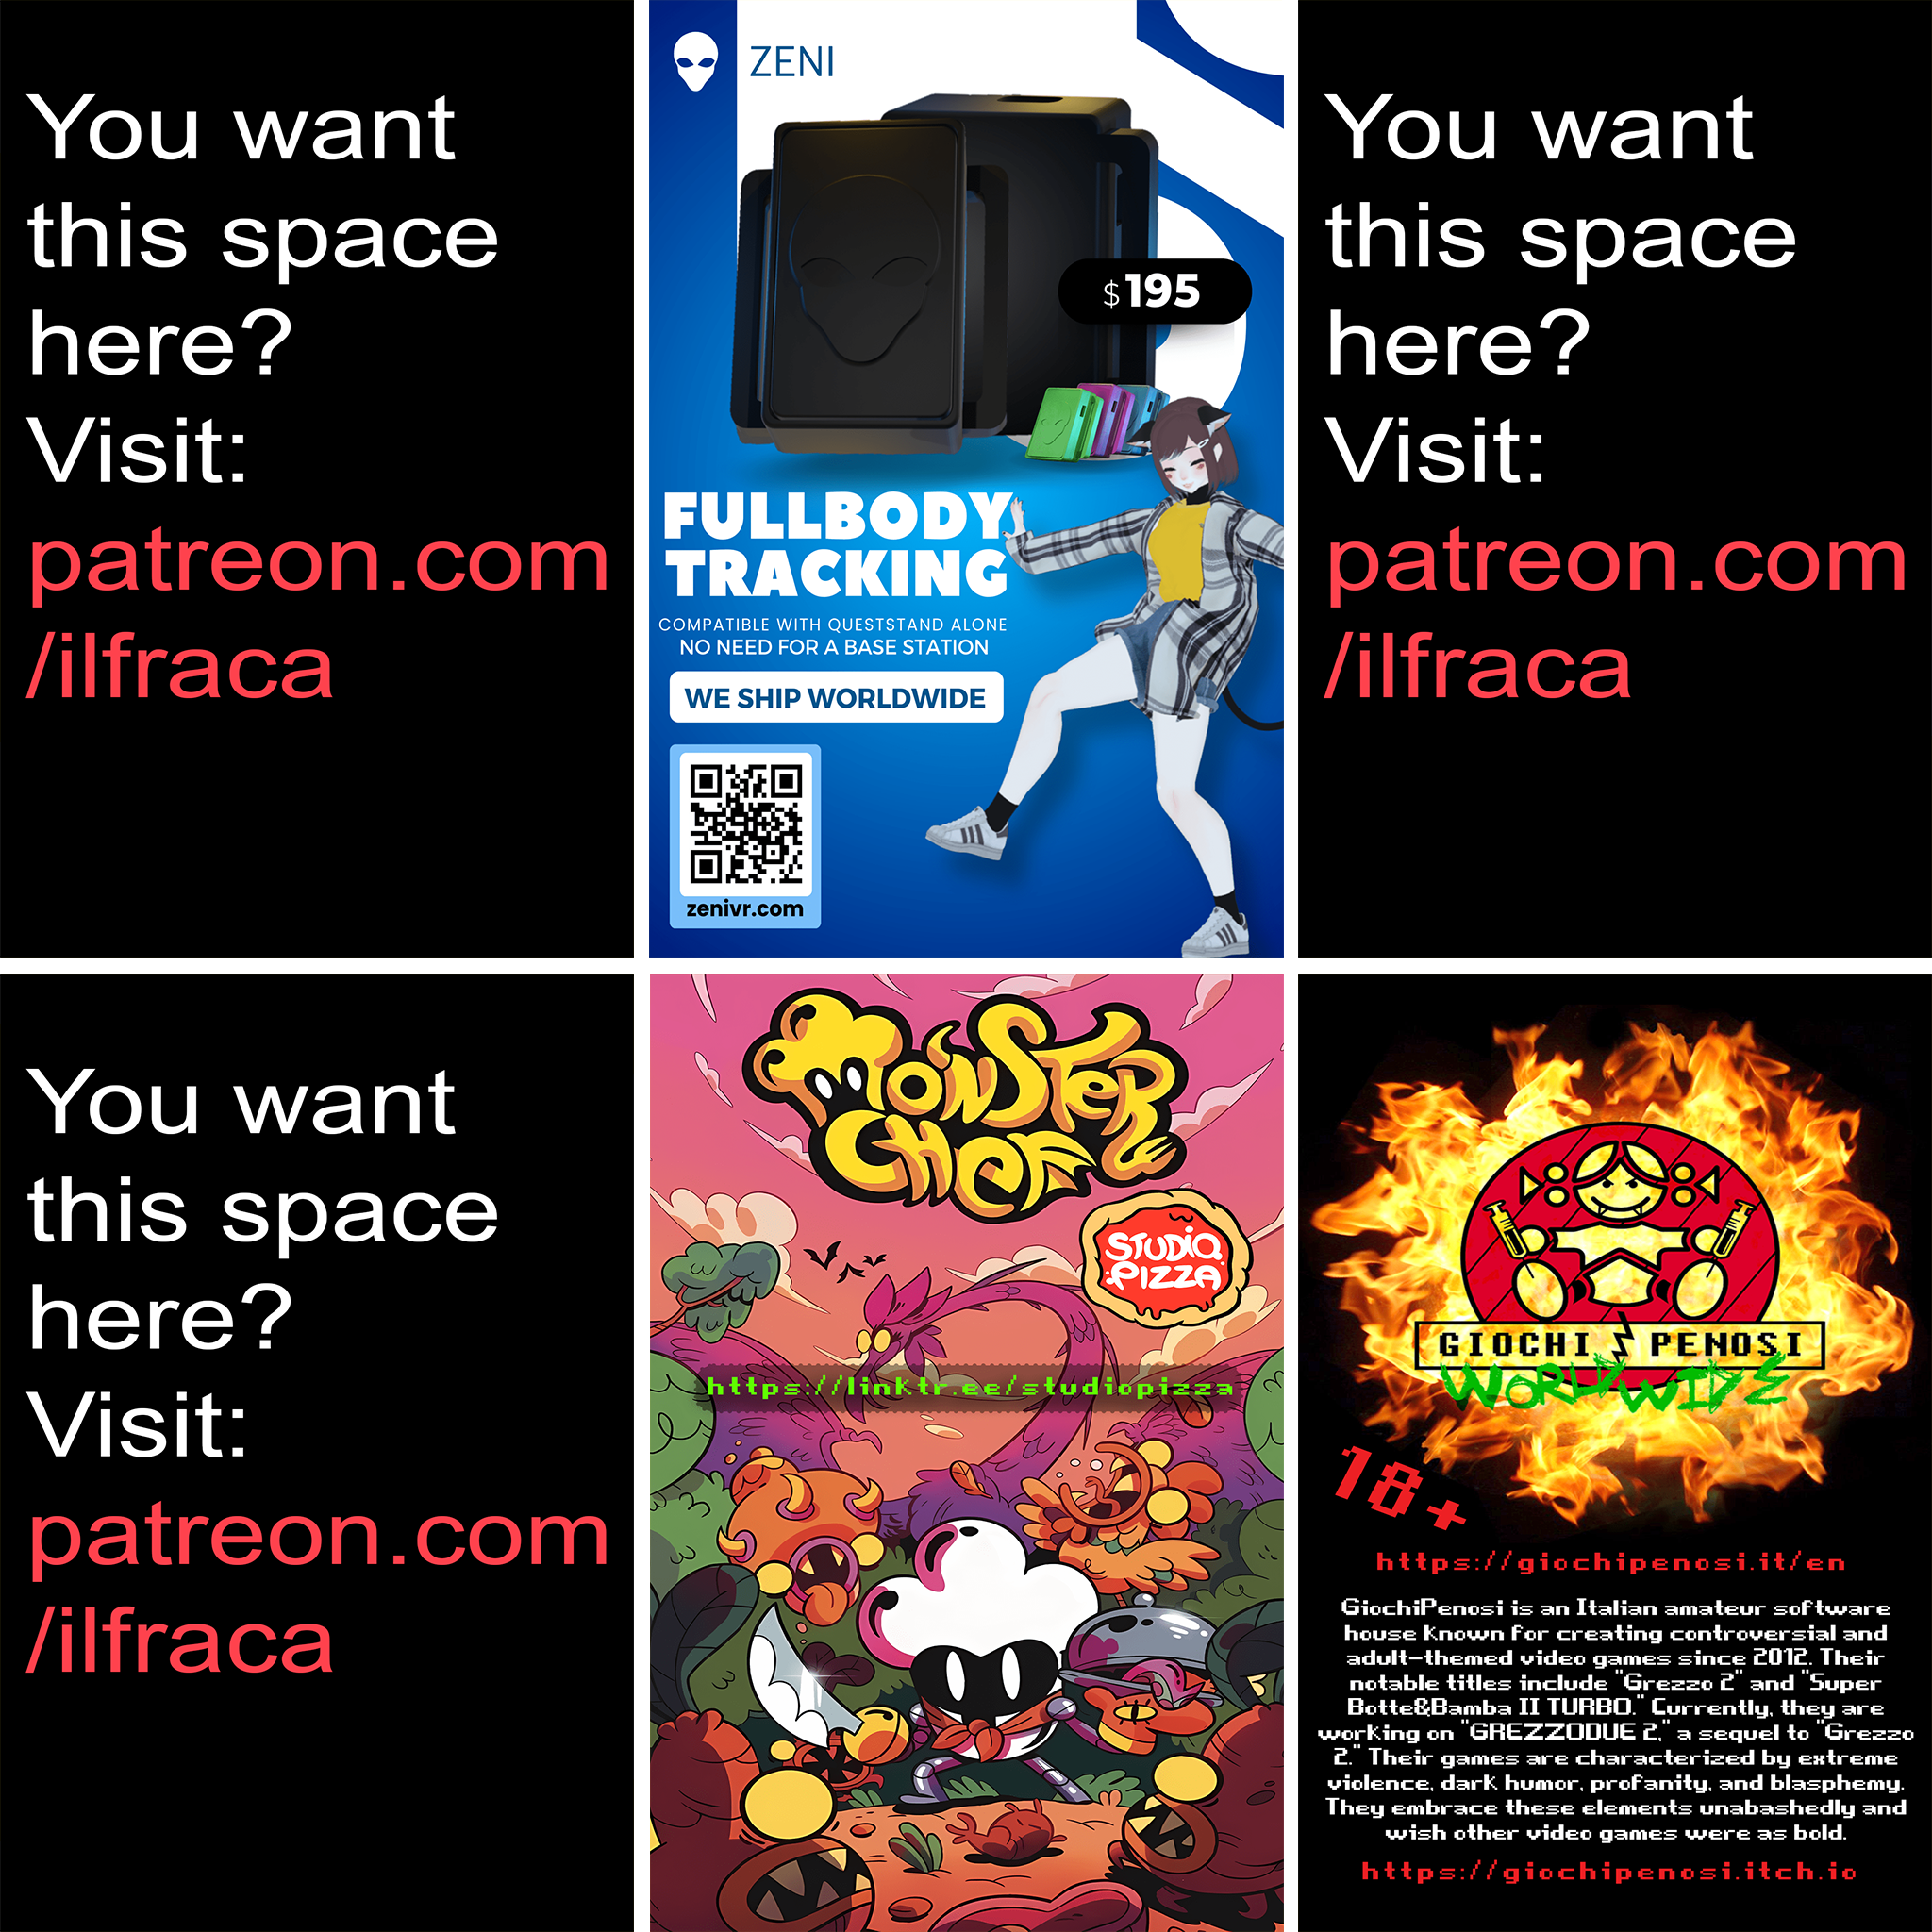 You want
this space
here?
Visit:
patreon.com
/ilfraca
ZENI
$195
FULLBODY
TRACKING
COMPATIBLE WITH QUESTSTAND ALONE
NO NEED FOR A BASE STATION
WE SHIP WORLDWIDE
zenivr.com
You want
this space
here?
Visit:
patreon.com
/ilfraca
You want
this space
here?
Visit:
patreon.com
/ilfraca
MONSTER
CHEF
STUDIO
PIZZA
https://linktr.ee/studiopizza
GIOCHI PENOSI
WORLDWIDE
18+
https://giochipenosi.it/en
GiochiPenosi is an Italian amateur software
house known for creating controversial and
adult-themed video games since 2012. Their
notable titles include "Grezzo 2" and "Super
Botte&Bamba II TURBO." Currently, they are
working on "GREZZODUE 2," a sequel to "Grezzo
2." Their games are characterized by extreme
violence, dark humor, profanity, and blasphemy.
They embrace these elements unabashedly and
wish other video games were as bold.
https://giochipenosi.itch.io